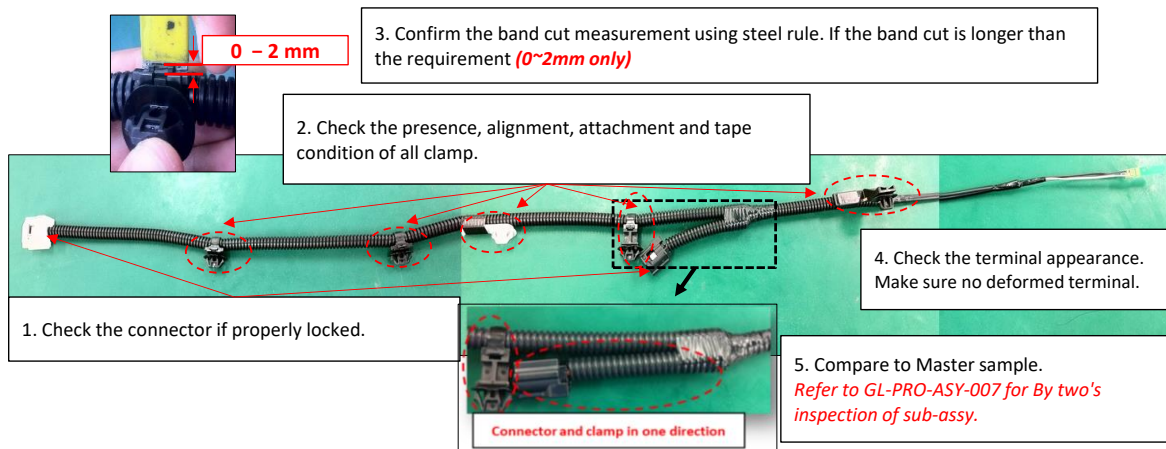 0 – 2 mm
3. Confirm the band cut measurement using steel rule. If the band cut is longer than
the requirement (0~2mm only)
2. Check the presence, alignment, attachment and tape
condition of all clamp.
4. Check the terminal appearance.
Make sure no deformed terminal.
1. Check the connector if properly locked.
5. Compare to Master sample.
Refer to GL-PRO-ASY-007 for By two's
inspection of sub-assy.
Connector and clamp in one direction